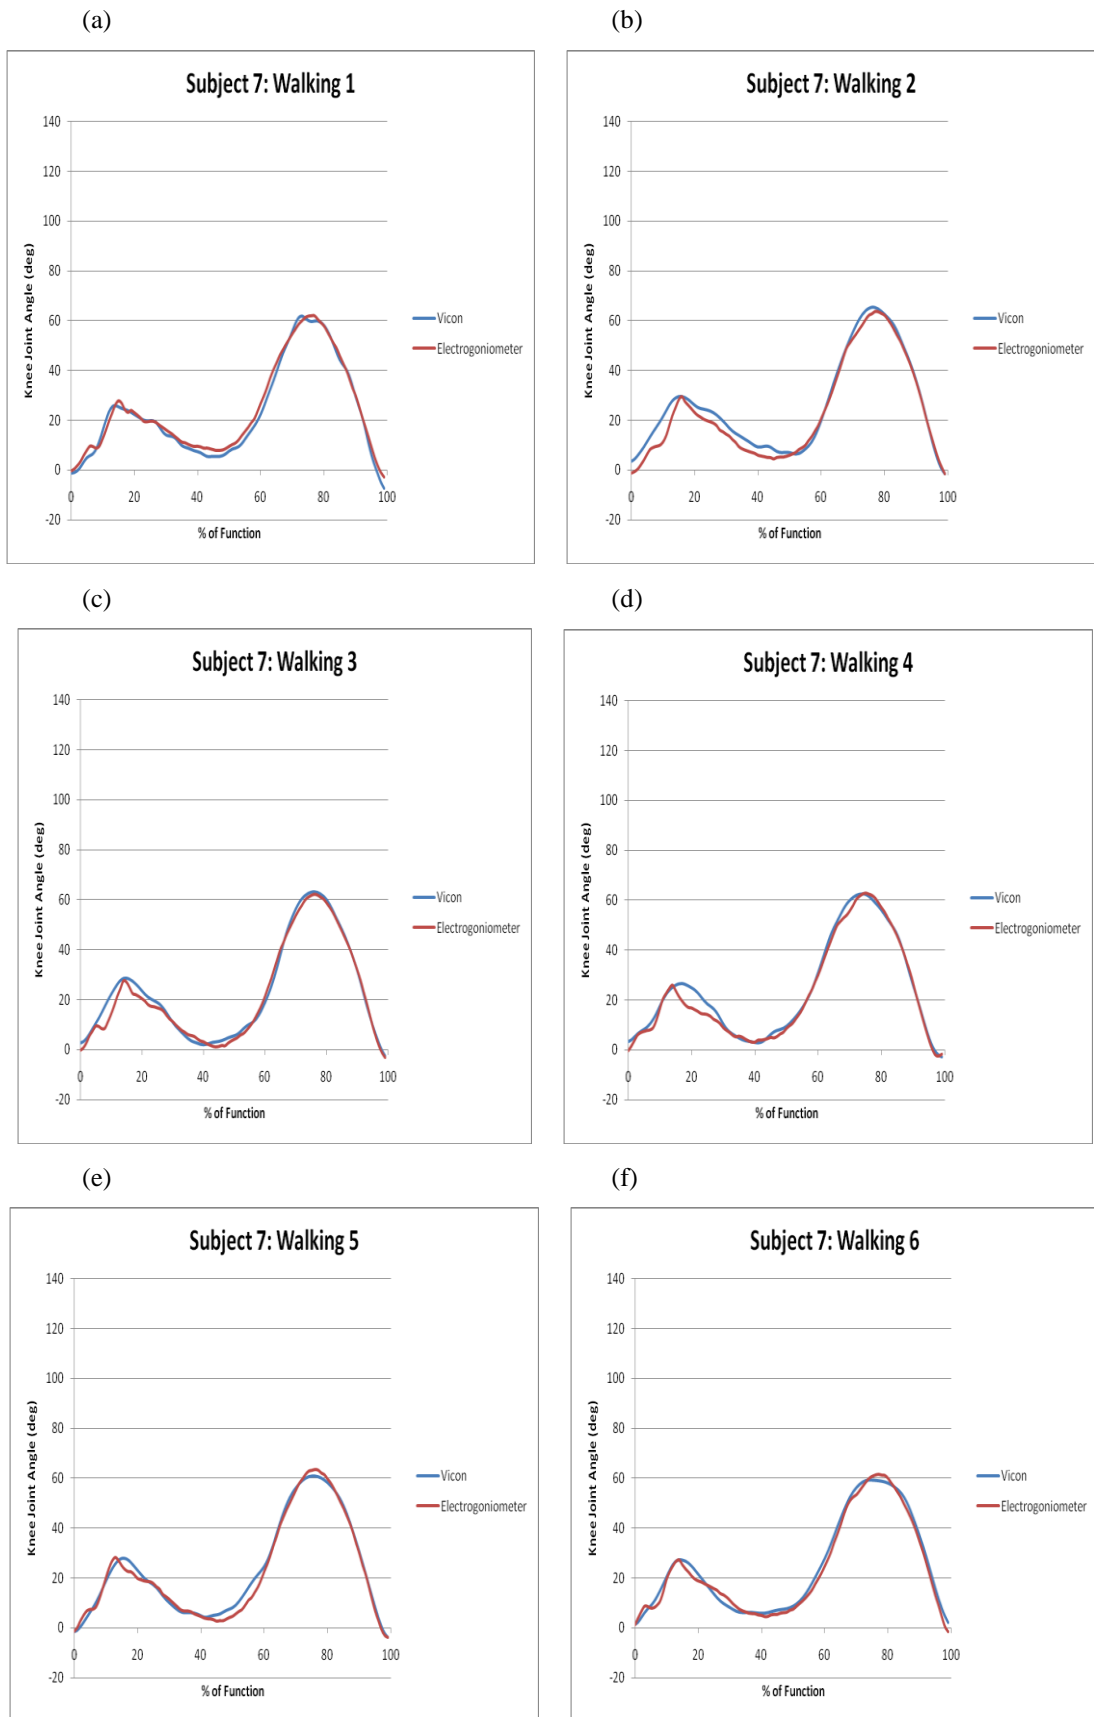 (a)
(b)
Subject 7: Walking 1
140
120
100
80
60
40
20
0
-20
0 20 40 60 80 100
Knee Joint Angle (deg)
% of Function
Vicon
Electrogoniometer
Subject 7: Walking 2
140
120
100
80
60
40
20
0
-20
0 20 40 60 80 100
Knee Joint Angle (deg)
% of Function
Vicon
Electrogoniometer
(c)
(d)
Subject 7: Walking 3
140
120
100
80
60
40
20
0
-20
0 20 40 60 80 100
Knee Joint Angle (deg)
% of Function
Vicon
Electrogoniometer
Subject 7: Walking 4
140
120
100
80
60
40
20
0
-20
0 20 40 60 80 100
Knee Joint Angle (deg)
% of Function
Vicon
Electrogoniometer
(e)
(f)
Subject 7: Walking 5
140
120
100
80
60
40
20
0
-20
0 20 40 60 80 100
Knee Joint Angle (deg)
% of Function
Vicon
Electrogoniometer
Subject 7: Walking 6
140
120
100
80
60
40
20
0
-20
0 20 40 60 80 100
Knee Joint Angle (deg)
% of Function
Vicon
Electrogoniometer